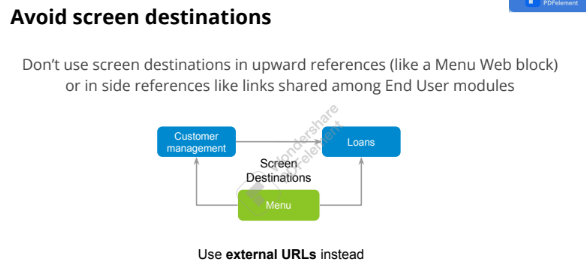 PDFelement
Avoid screen destinations
Don't use screen destinations in upward references (like a Menu Web block)
or in side references like links shared among End User modules
Wondershare
PDFelement
Customer
management
Loans
Screen
Destinations
Menu
Use external URLs instead